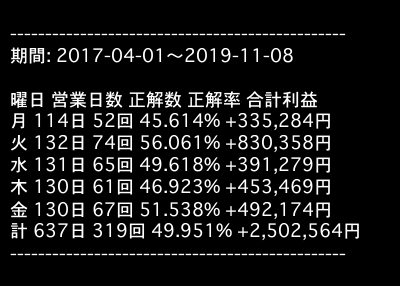 ------------------------------------------------
期間: 2017-04-01～2019-11-08
曜日 営業日数 正解数 正解率 合計利益
月 114日 52回 45.614% +335,284円
火 132日 74回 56.061% +830,358円
水 131日 65回 49.618% +391,279円
木 130日 61回 46.923% +453,469円
金 130日 67回 51.538% +492,174円
計 637日 319回 49.951% +2,502,564円
------------------------------------------------